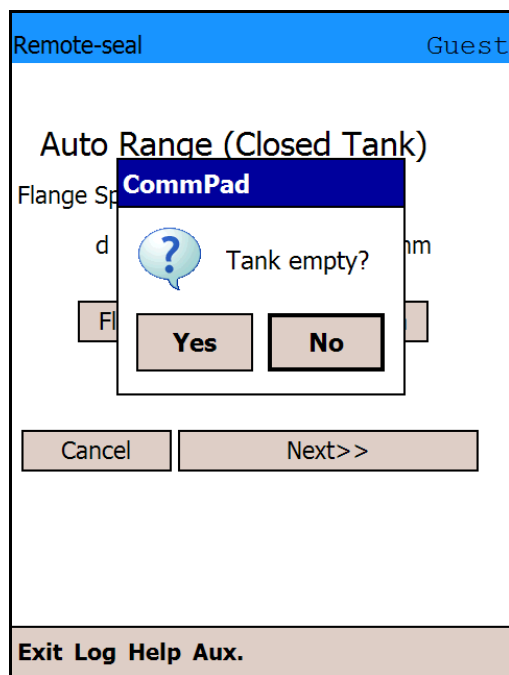 Remote-seal Guest
Auto Range (Closed Tank)
Flange Sp
CommPad
d mm
Tank empty?
Fl
Yes No
Cancel Next>>
Exit Log Help Aux.